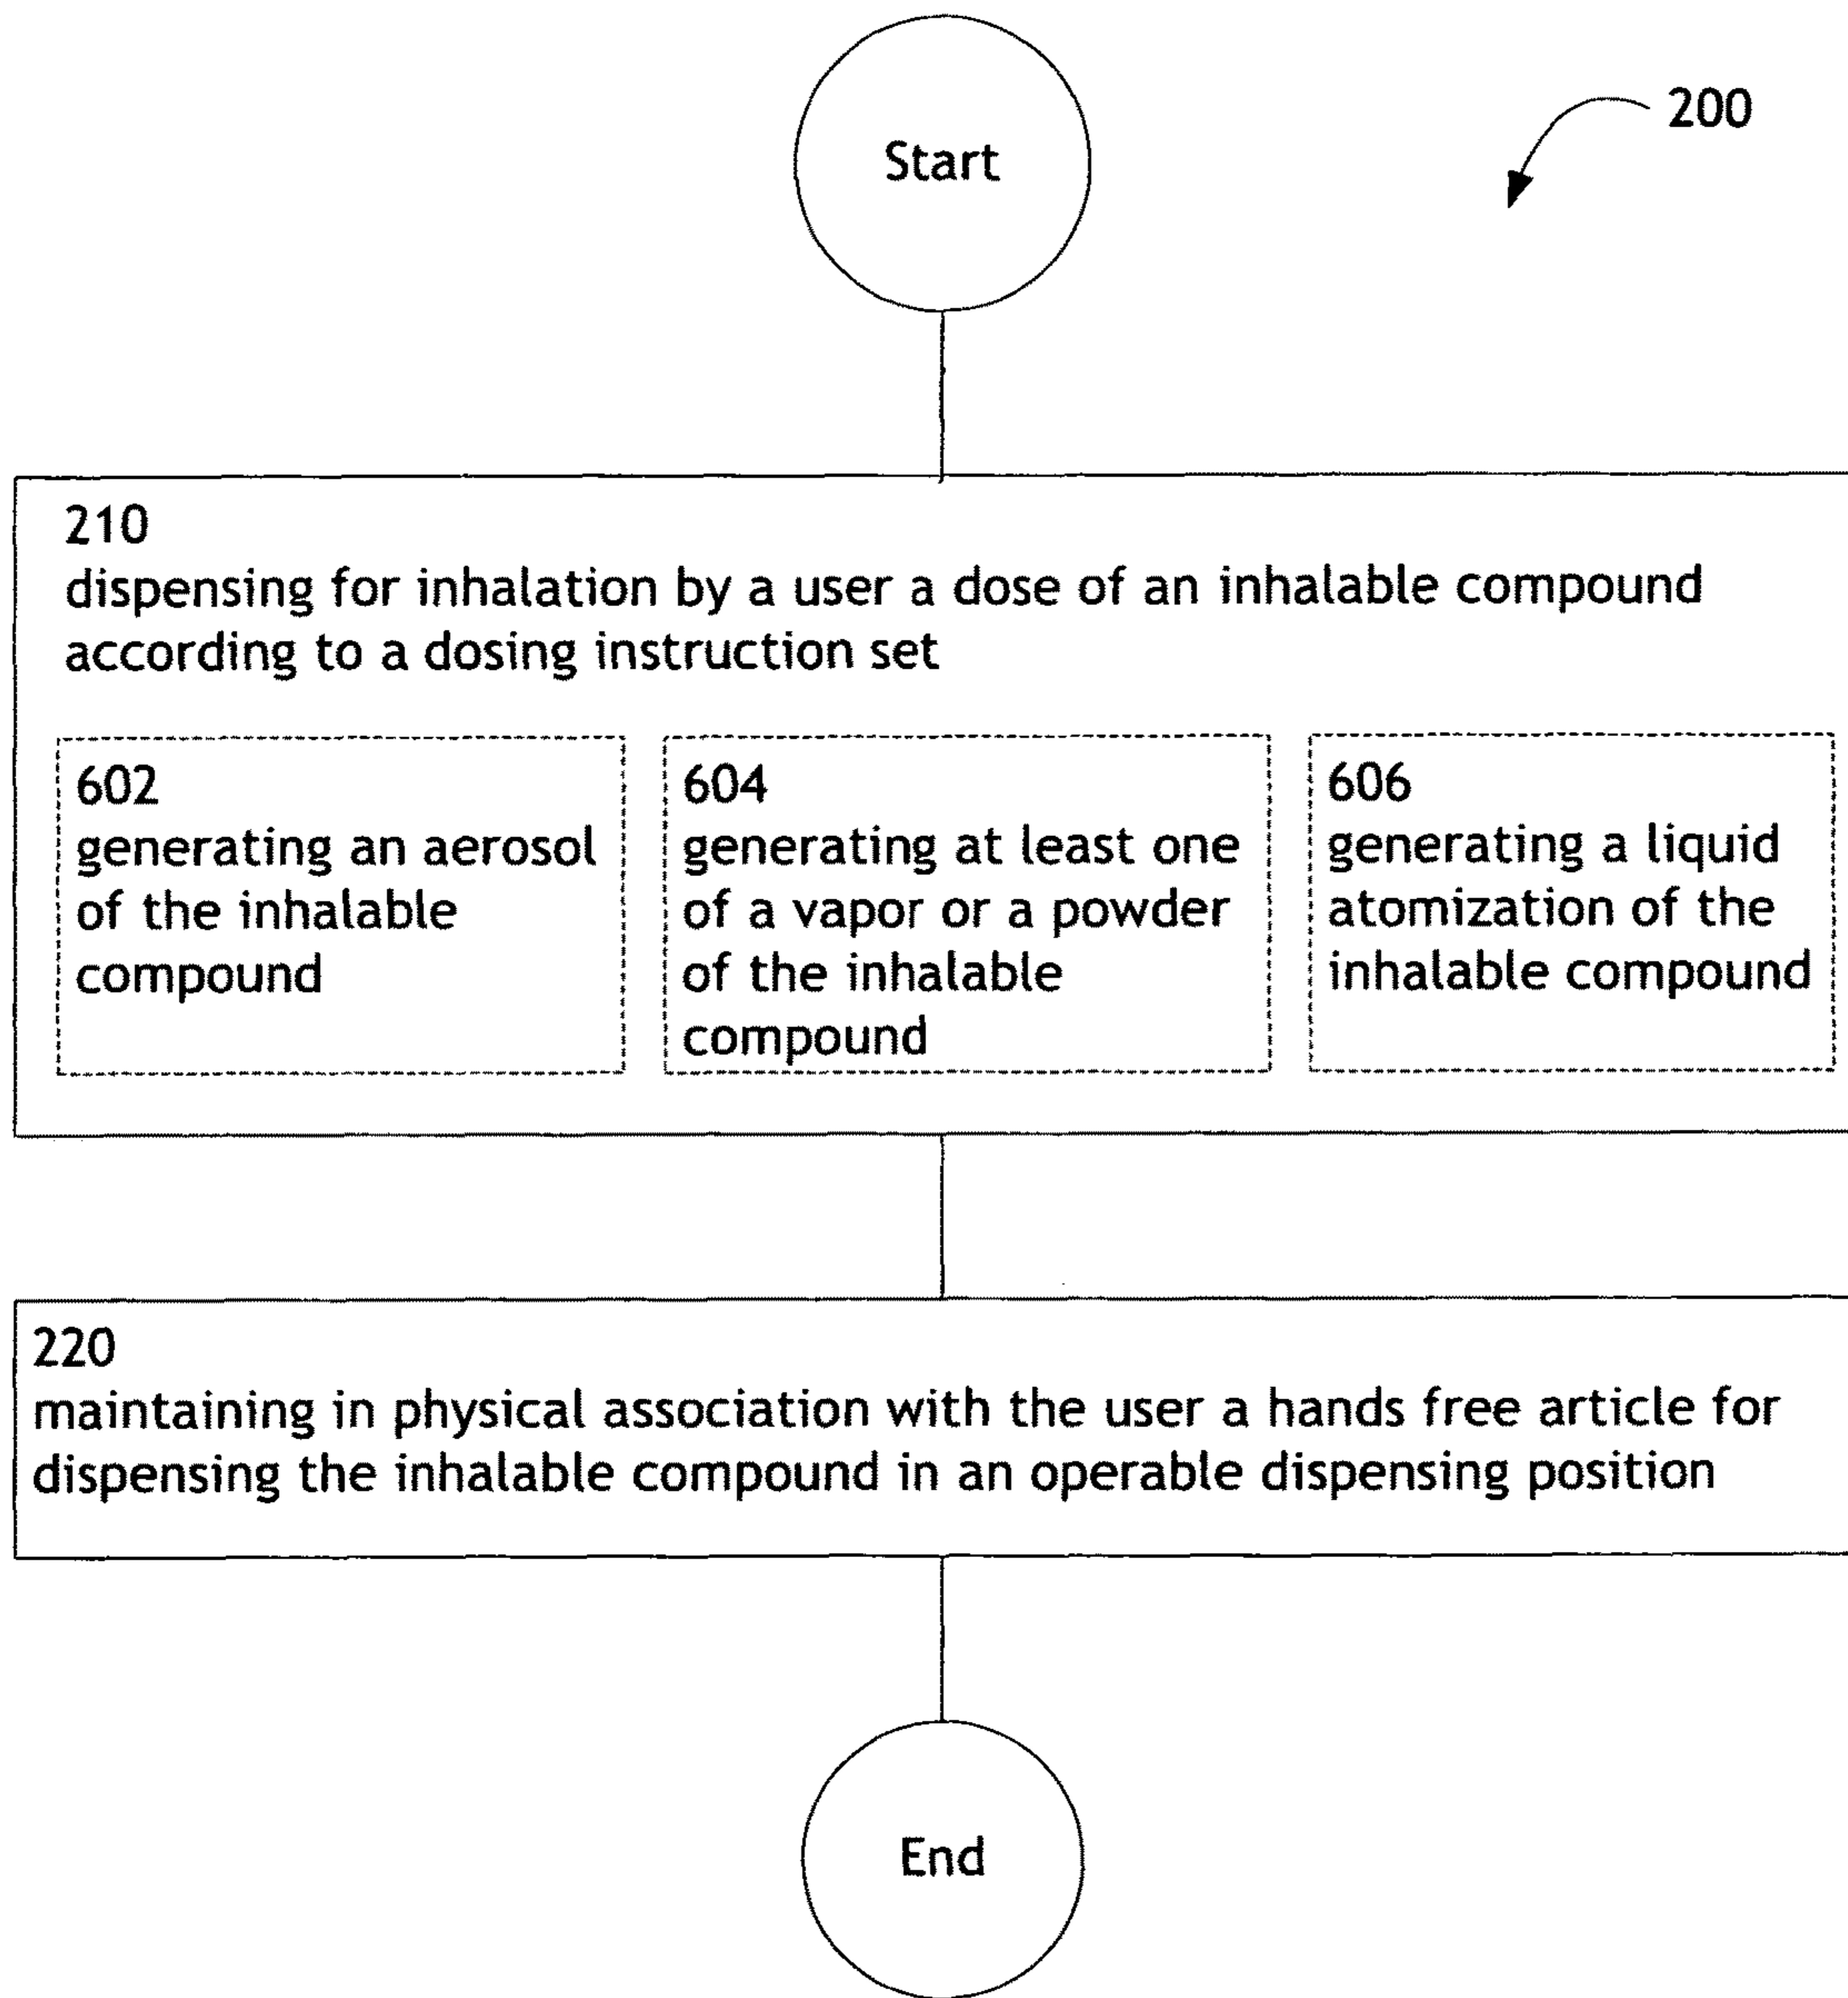 Start
200
210
dispensing for inhalation by a user a dose of an inhalable compound
according to a dosing instruction set
602
generating an aerosol
of the inhalable
compound
604
generating at least one
of a vapor or a powder
of the inhalable
compound
606
generating a liquid
atomization of the
inhalable compound
220
maintaining in physical association with the user a hands free article for
dispensing the inhalable compound in an operable dispensing position
End